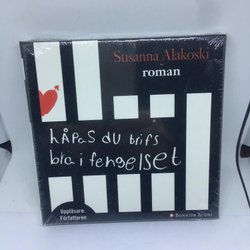 Susanna Alakoski
roman
hÅPas du trifs
bra i fengelset
Uppläsare:
Författaren
BONNIER AUDIO